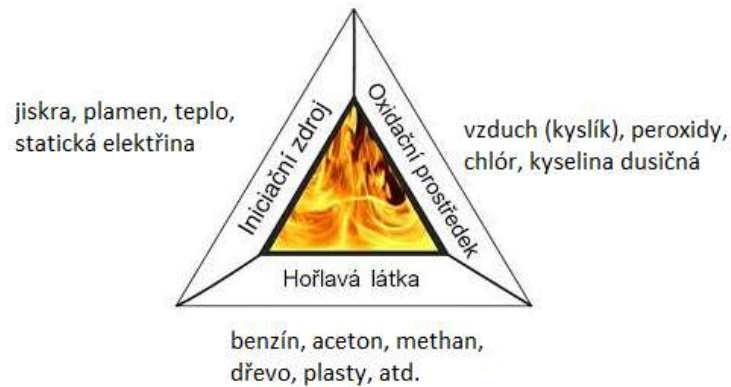 jiskra, plamen, teplo,
statická elektřina
Iniciační zdroj
Oxidační prostředek
vzduch (kyslík), peroxidy,
chlór, kyselina dusičná
Hořlavá látka
benzín, aceton, methan,
dřevo, plasty, atd.